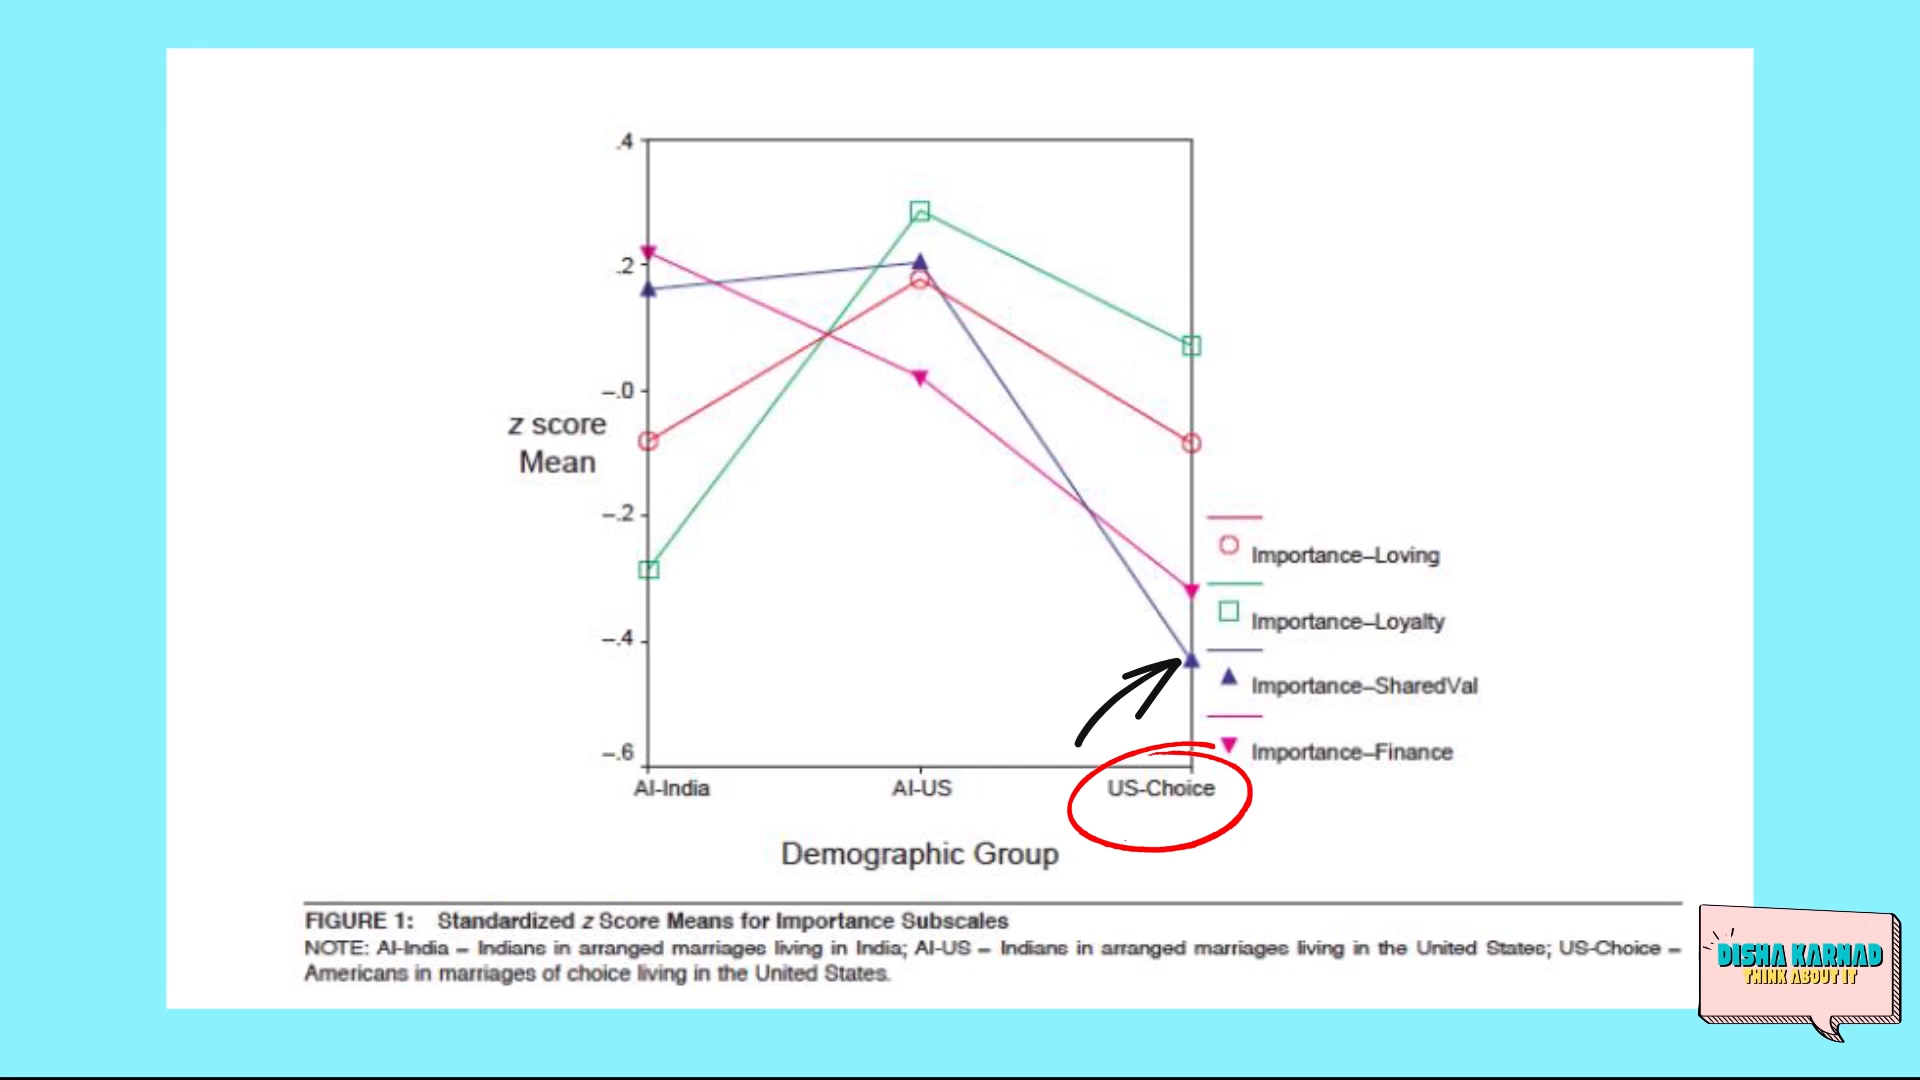 .4
.2
–.0
z score
Mean
–.2
–.4
–.6
Importance–Loving
Importance–Loyalty
Importance–SharedVal
Importance–Finance
AI-India
AI-US
US-Choice
Demographic Group
FIGURE 1: Standardized z Score Means for Importance Subscales
NOTE: AI-India – Indians in arranged marriages living in India; AI-US – Indians in arranged marriages living in the United States; US-Choice –
Americans in marriages of choice living in the United States.
DISHA KARNAD
THINK ABOUT IT